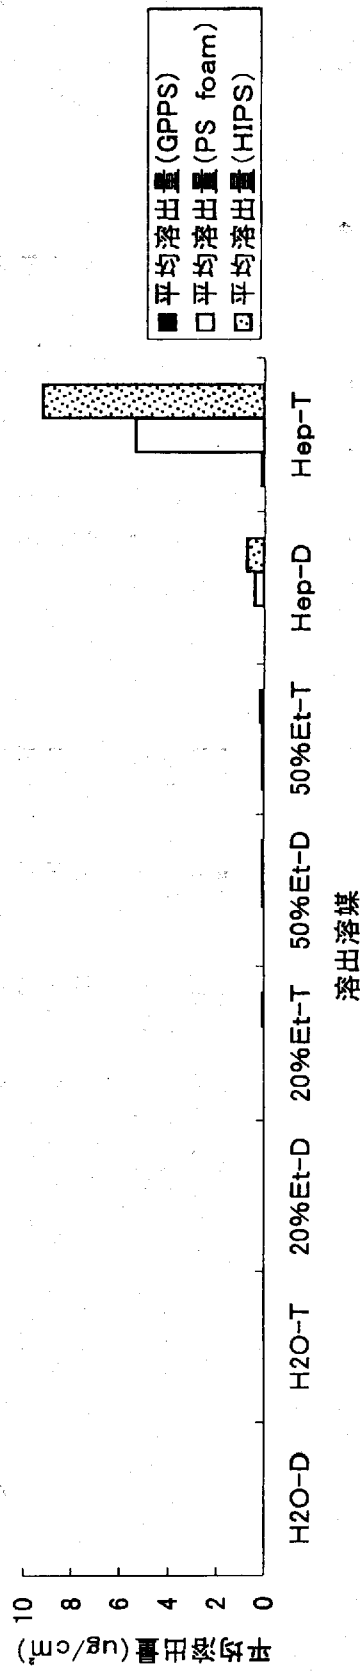 平均溶出量(ug/cm²)
10
8
6
4
2
0
H2O-D
H2O-T
20%Et-D
20%Et-T
50%Et-D
50%Et-T
Hep-D
Hep-T
溶出溶媒
■平均溶出量(GPPS)
□平均溶出量(PS foam)
平均溶出量(HIPS)